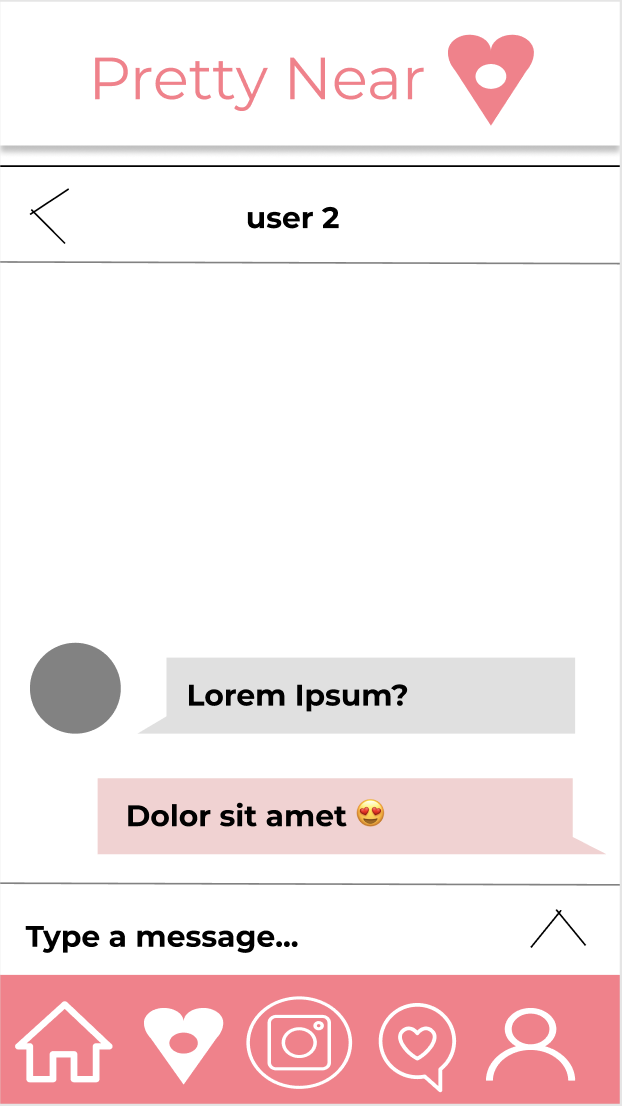 Pretty Near
user 2
Lorem Ipsum?
Dolor sit amet 😍
Type a message...